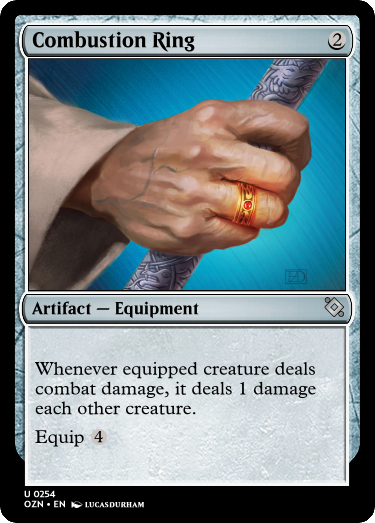 Combustion Ring 2
Artifact — Equipment
Whenever equipped creature deals
combat damage, it deals 1 damage
each other creature.
Equip 4
U 0254
OZN • EN LUCASDURHAM